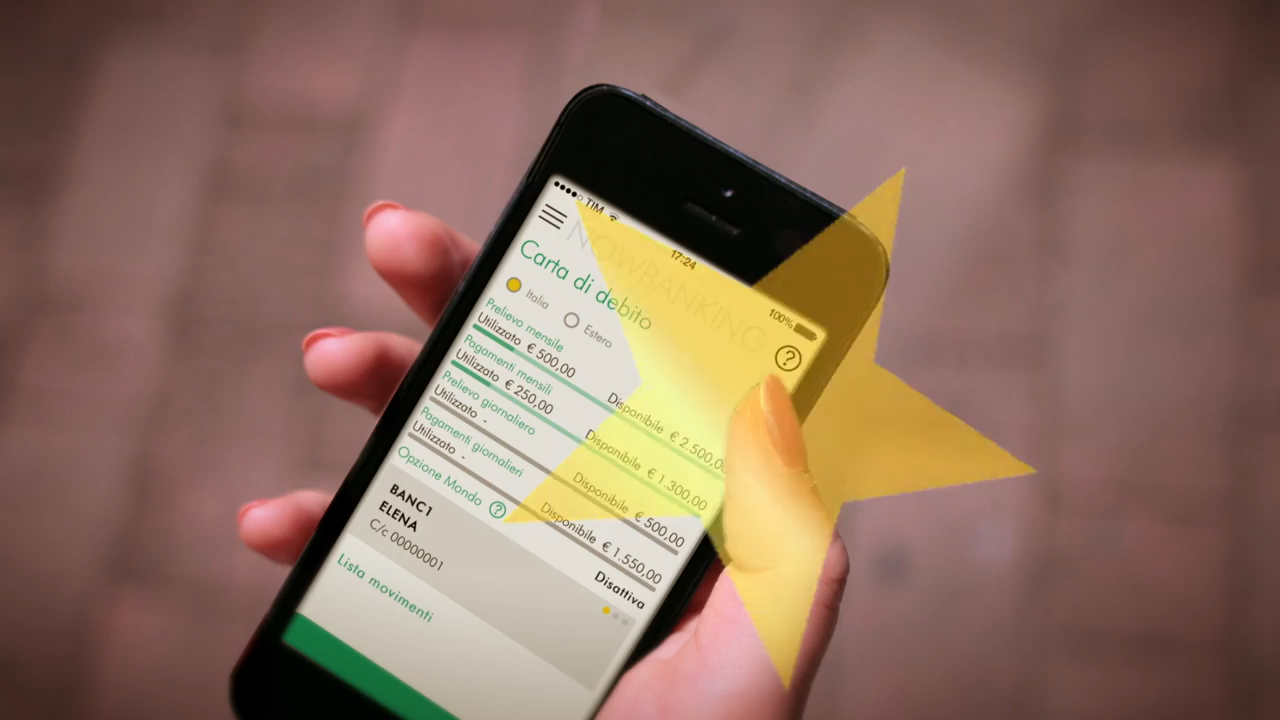 TIM
17:24
100%
NOWBANKING
?
Carta di debito
Italia
Estero
Prelievo mensile
Utilizzato € 500,00
Disponibile € 2.500,00
Pagamenti mensili
Utilizzato € 250,00
Disponibile € 1.300,00
Prelievo giornaliero
Utilizzato -
Disponibile € 500,00
Pagamenti giornalieri
Utilizzato -
Disponibile € 1.550,00
Opzione Mondo ?
Disattiva
BANC1
ELENA
C/c 00000001
Lista movimenti